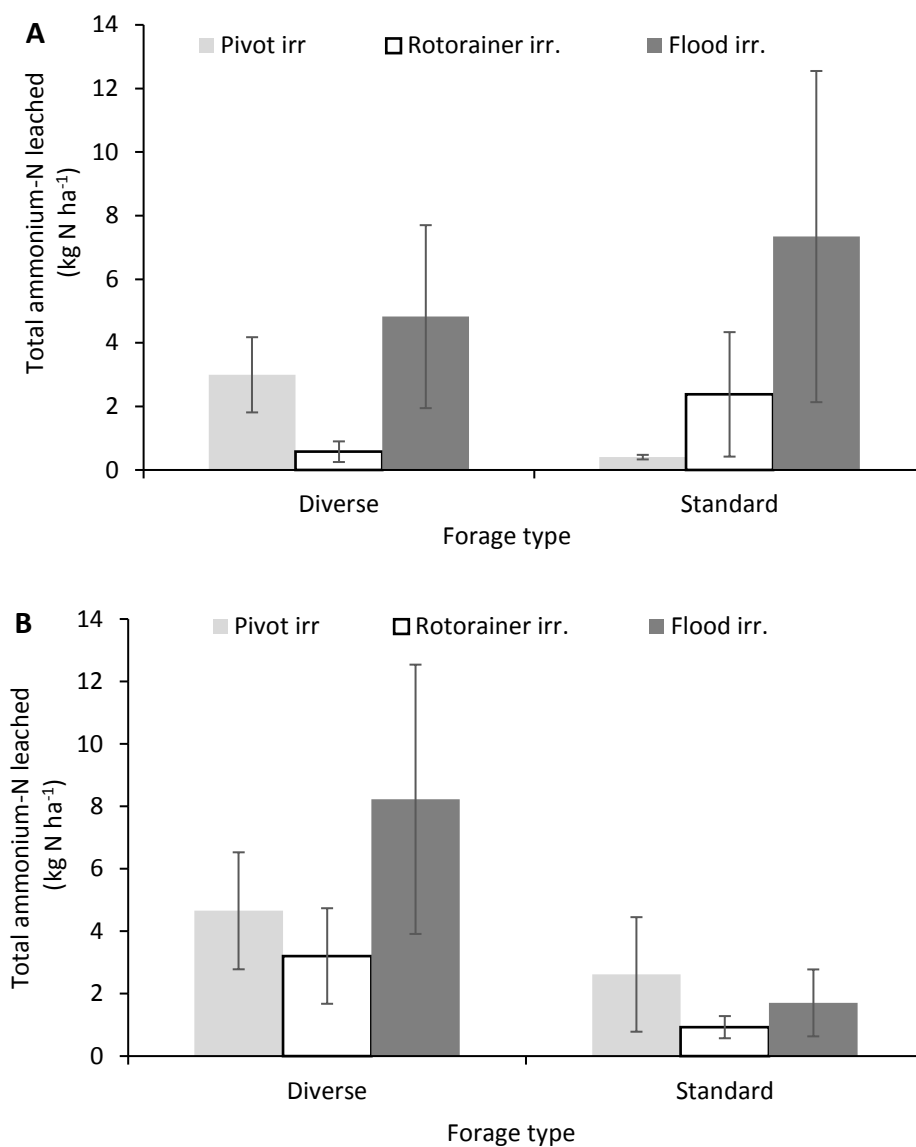 A
Pivot irr
Rotorainer irr.
Flood irr.
Total ammonium-N leached
(kg N ha-1)
14
12
10
8
6
4
2
0
Diverse
Standard
Forage type
B
Pivot irr
Rotorainer irr.
Flood irr.
Total ammonium-N leached
(kg N ha-1)
14
12
10
8
6
4
2
0
Diverse
Standard
Forage type